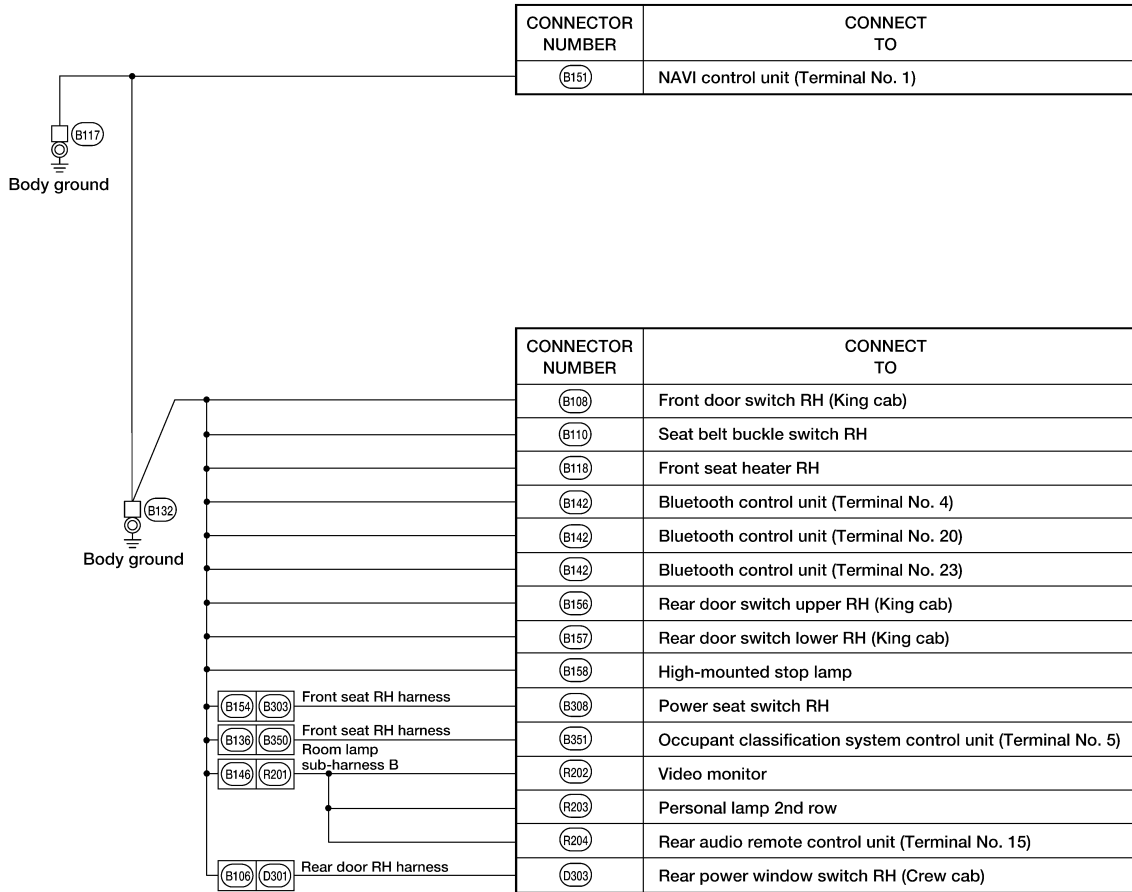 CONNECTOR NUMBER
CONNECT TO
B151
NAVI control unit (Terminal No. 1)
B117
Body ground
CONNECTOR NUMBER
CONNECT TO
B108
Front door switch RH (King cab)
B110
Seat belt buckle switch RH
B118
Front seat heater RH
B142
Bluetooth control unit (Terminal No. 4)
B132
Body ground
B142
Bluetooth control unit (Terminal No. 20)
B142
Bluetooth control unit (Terminal No. 23)
B156
Rear door switch upper RH (King cab)
B157
Rear door switch lower RH (King cab)
B158
High-mounted stop lamp
B154 B303
Front seat RH harness
B308
Power seat switch RH
B136 B350
Front seat RH harness
B351
Occupant classification system control unit (Terminal No. 5)
B146 R201
Room lamp
sub-harness B
R202
Video monitor
R203
Personal lamp 2nd row
R204
Rear audio remote control unit (Terminal No. 15)
B106 D301
Rear door RH harness
D303
Rear power window switch RH (Crew cab)